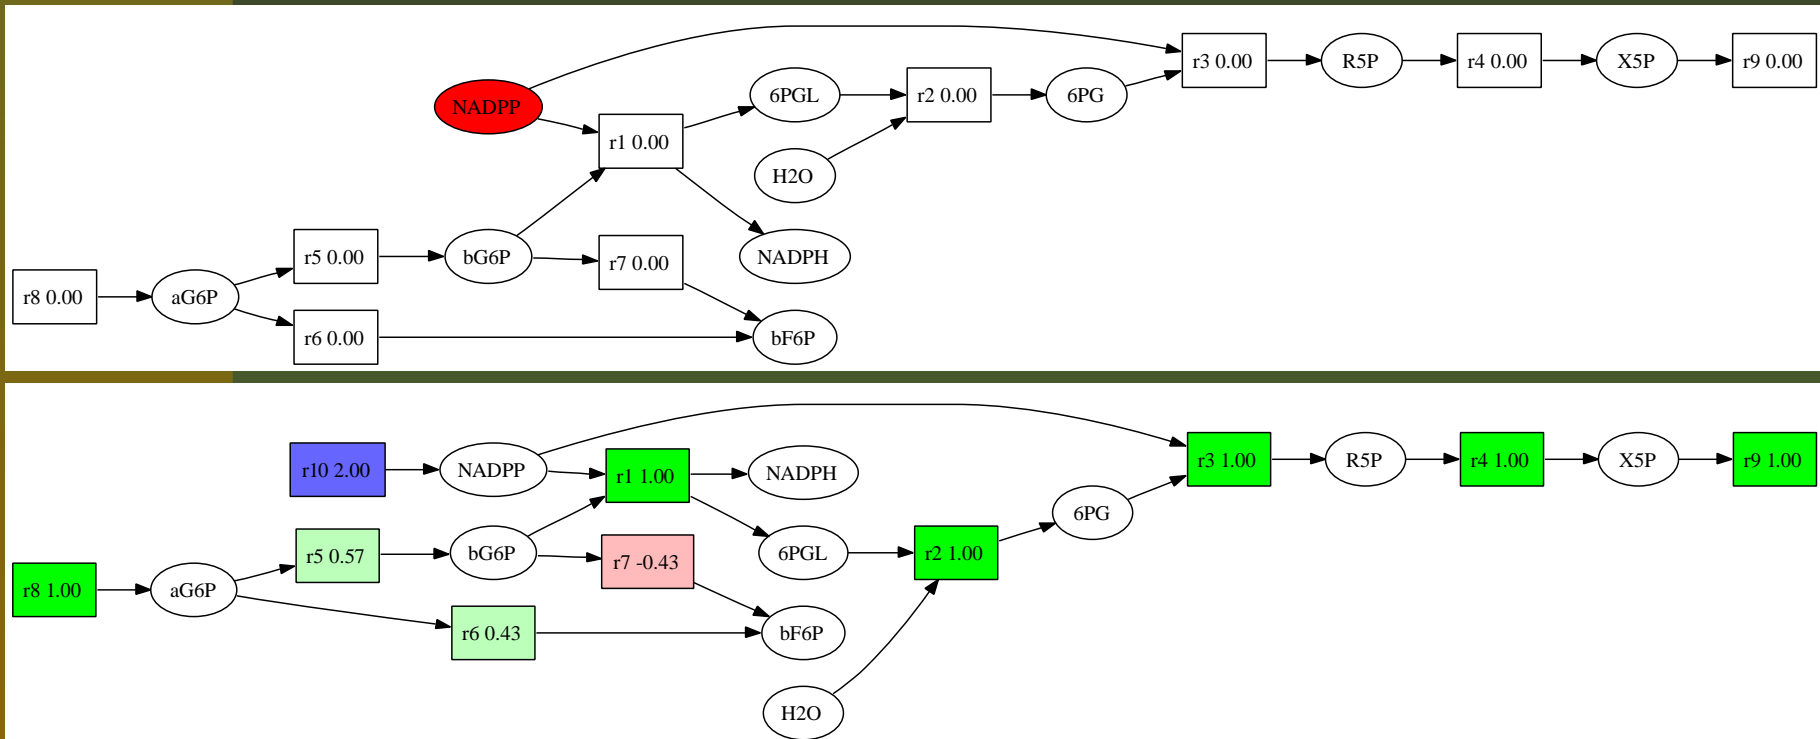 r3 0.00
R5P
r4 0.00
X5P
r9 0.00
6PGL
r2 0.00
6PG
NADPP
r1 0.00
H2O
r5 0.00
bG6P
r7 0.00
NADPH
r8 0.00
aG6P
r6 0.00
bF6P
r10 2.00
NADPP
r1 1.00
NADPH
r3 1.00
R5P
r4 1.00
X5P
r9 1.00
6PG
r5 0.57
bG6P
r7 -0.43
6PGL
r2 1.00
r8 1.00
aG6P
r6 0.43
bF6P
H2O